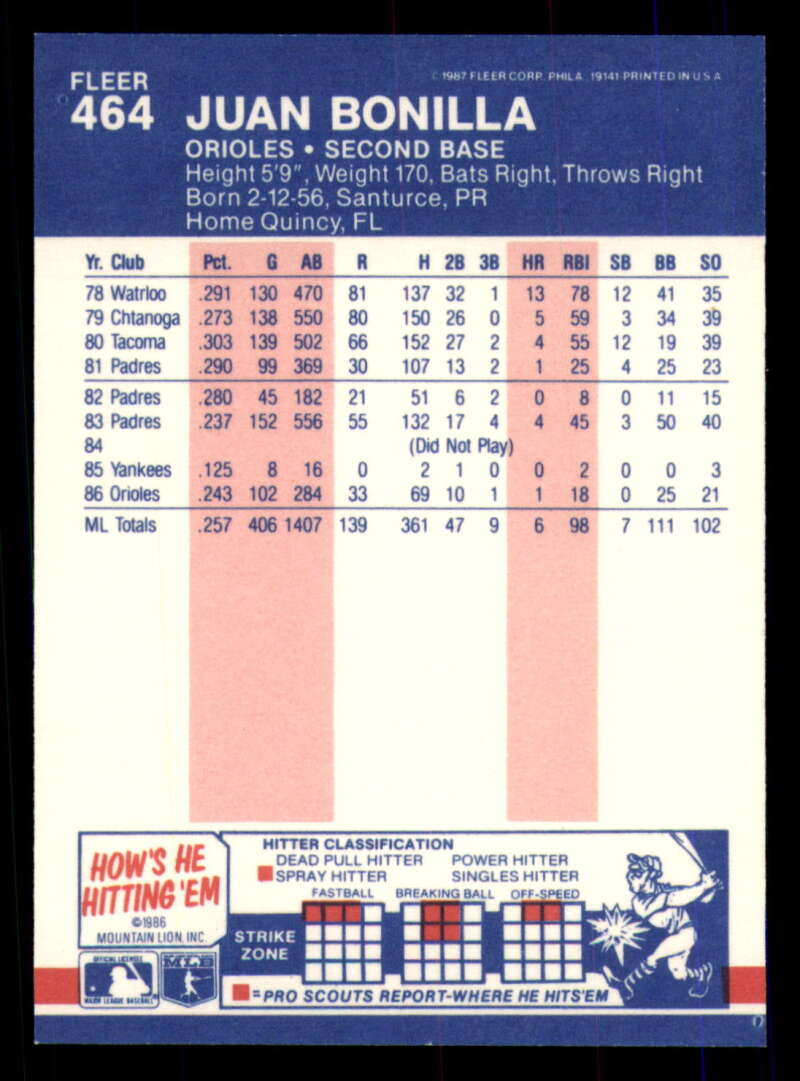 FLEER
464
© 1987 FLEER CORP. PHILA. 19141 PRINTED IN U.S.A
JUAN BONILLA
ORIOLES • SECOND BASE
Height 5'9", Weight 170, Bats Right, Throws Right
Born 2-12-56, Santurce, PR
Home Quincy, FL
Yr. Club Pct. G AB R H 2B 3B HR RBI SB BB SO
78 Watrloo .291 130 470 81 137 32 1 13 78 12 41 35
79 Chtanoga .273 138 550 80 150 26 0 5 59 3 34 39
80 Tacoma .303 139 502 66 152 27 2 4 55 12 19 39
81 Padres .290 99 369 30 107 13 2 1 25 4 25 23
82 Padres .280 45 182 21 51 6 2 0 8 0 11 15
83 Padres .237 152 556 55 132 17 4 4 45 3 50 40
84 (Did Not Play)
85 Yankees .125 8 16 0 2 1 0 0 2 0 0 3
86 Orioles .243 102 284 33 69 10 1 1 18 0 25 21
ML Totals .257 406 1407 139 361 47 9 6 98 7 111 102
HOW'S HE
HITTING 'EM
©1986
MOUNTAIN LION, INC.
OFFICIAL LICENSEE
MAJOR LEAGUE BASEBALL
MLB
HITTER CLASSIFICATION
DEAD PULL HITTER POWER HITTER
SPRAY HITTER SINGLES HITTER
FASTBALL BREAKING BALL OFF-SPEED
STRIKE
ZONE
=PRO SCOUTS REPORT-WHERE HE HITS'EM